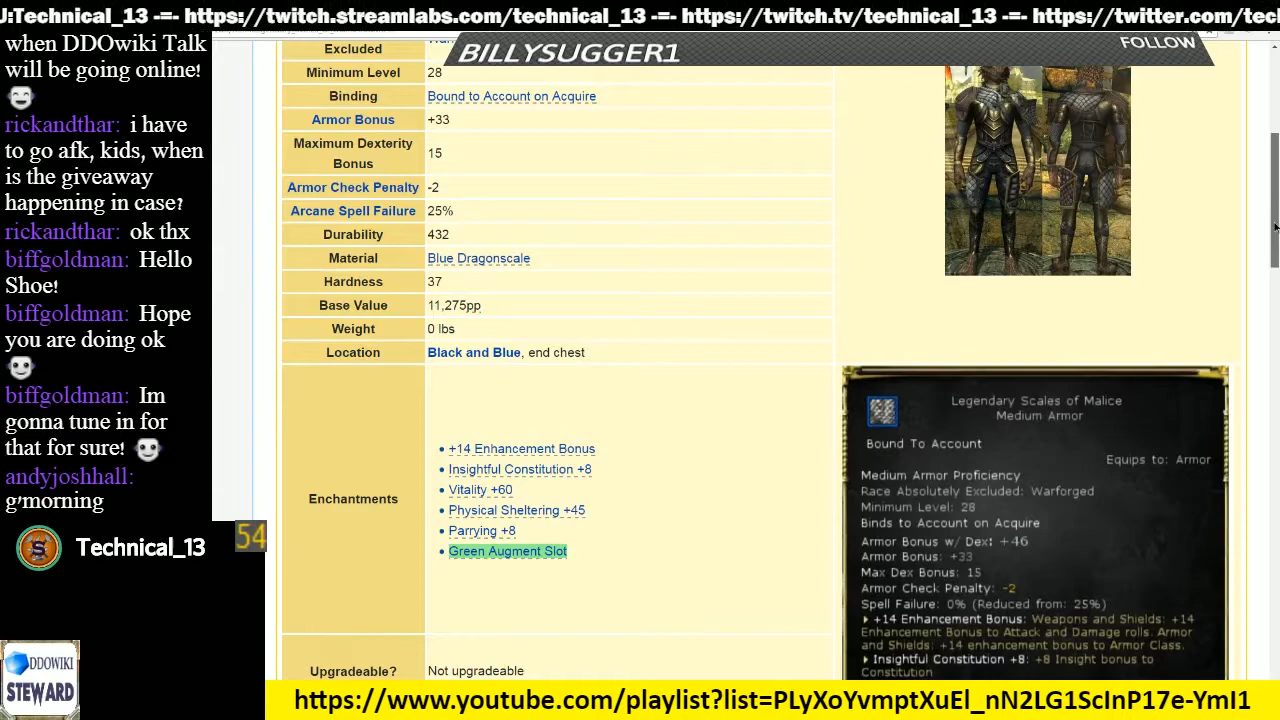 J:Technical_13 -=- https://twitch.streamlabs.com/technical_13 -=- https://twitch.tv/technical_13 -=- https://twitter.com/tec
when DDOwiki Talk
will be going online!
rickandthar: i have
to go afk, kids, when
is the giveaway
happening in case?
rickandthar: ok thx
biffgoldman: Hello
Shoe!
biffgoldman: Hope
you are doing ok
biffgoldman: Im
gonna tune in for
that for sure!
andyjoshhall:
g'morning
Technical_13
54
DDOWIKI
STEWARD
BILLYSUGGER1
FOLLOW
Excluded
Minimum Level 28
Binding Bound to Account on Acquire
Armor Bonus +33
Maximum Dexterity
Bonus 15
Armor Check Penalty -2
Arcane Spell Failure 25%
Durability 432
Material Blue Dragonscale
Hardness 37
Base Value 11,275pp
Weight 0 lbs
Location Black and Blue, end chest
Enchantments
+14 Enhancement Bonus
Insightful Constitution +8
Vitality +60
Physical Sheltering +45
Parrying +8
Green Augment Slot
Upgradeable? Not upgradeable
Legendary Scales of Malice
Medium Armor
Bound To Account
Equips to: Armor
Medium Armor Proficiency
Race Absolutely Excluded: Warforged
Minimum Level: 28
Binds to Account on Acquire
Armor Bonus w/ Dex: +46
Armor Bonus: +33
Max Dex Bonus: 15
Armor Check Penalty: -2
Spell Failure: 0% (Reduced from: 25%)
+14 Enhancement Bonus: Weapons and Shields: +14
Enhancement Bonus to Attack and Damage rolls. Armor
and Shields: +14 enhancement bonus to Armor Class.
Insightful Constitution +8: +8 Insight bonus to
Constitution
https://www.youtube.com/playlist?list=PLyXoYvmptXuEl_nN2LG1ScInP17e-YmI1